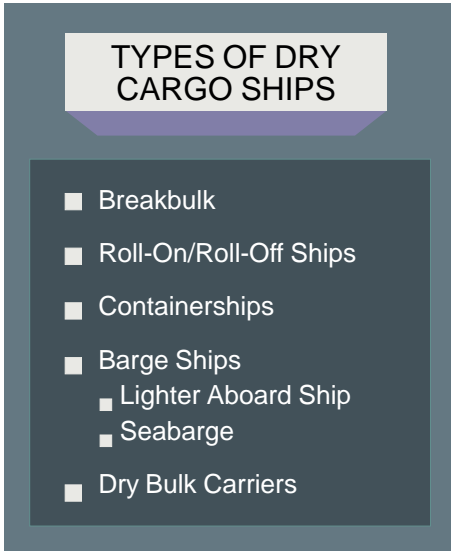 TYPES OF DRY
CARGO SHIPS
Breakbulk
Roll-On/Roll-Off Ships
Containerships
Barge Ships
Lighter Aboard Ship
Seabarge
Dry Bulk Carriers